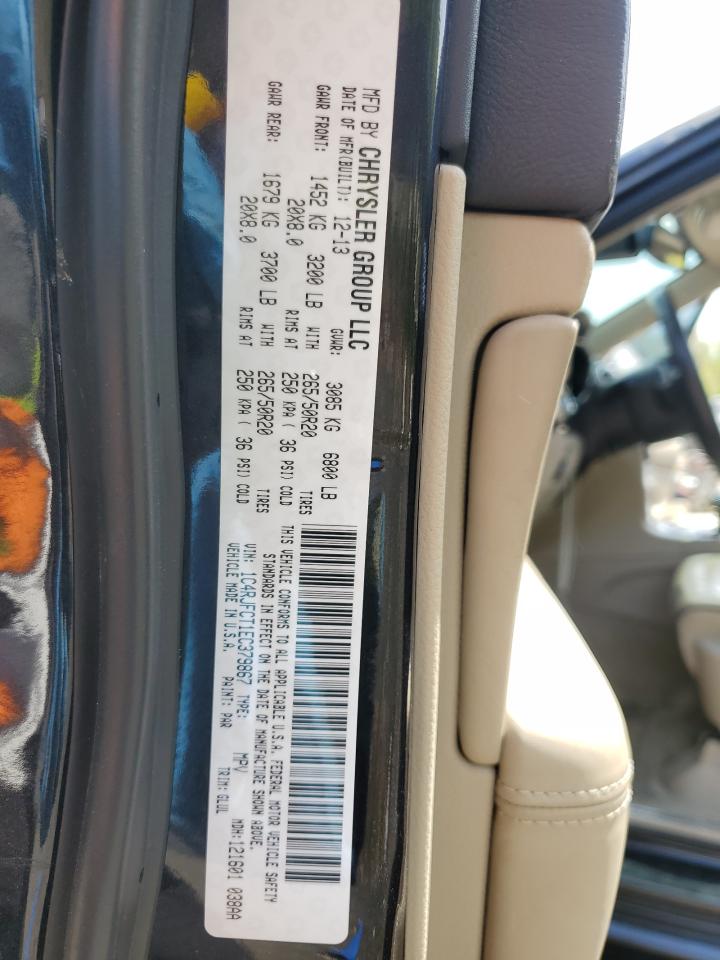 MFD BY CHRYSLER GROUP LLC
DATE OF MFR(BUILT): 12-13 GVWR: 3085 KG 6800 LB
GAWR FRONT: 1452 KG 3200 LB WITH 265/50R20 TIRES
20X8.0 RIMS AT 250 KPA ( 36 PSI) COLD
GAWR REAR: 1679 KG 3700 LB WITH 265/50R20 TIRES
20X8.0 RIMS AT 250 KPA ( 36 PSI) COLD
THIS VEHICLE CONFORMS TO ALL APPLICABLE U.S.A. FEDERAL MOTOR VEHICLE SAFETY
STANDARDS IN EFFECT ON THE DATE OF MANUFACTURE SHOWN ABOVE.
VIN: 1C4RJFCT1EC379867 TYPE: MPV MDH:121601 038AA
VEHICLE MADE IN U.S.A. PAINT: PAR TRIM: GLUL